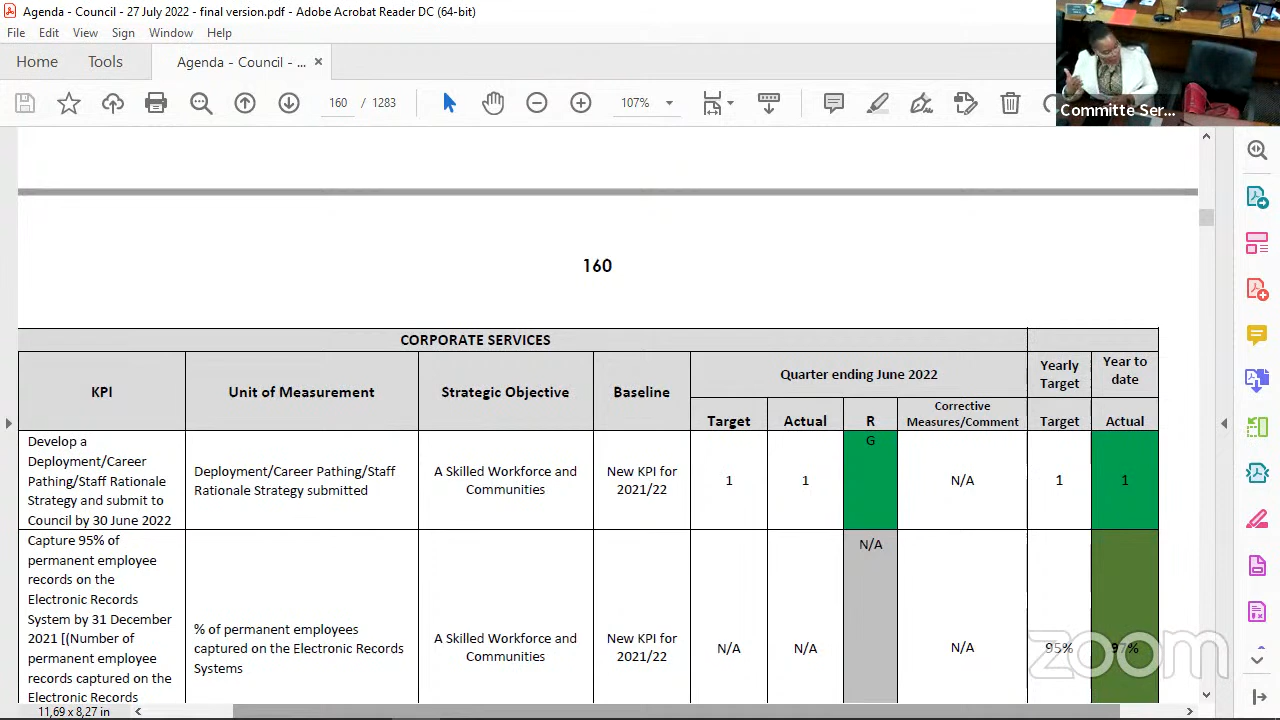 Agenda - Council - 27 July 2022 - final version.pdf - Adobe Acrobat Reader DC (64-bit)
File Edit View Sign Window Help
Home Tools Agenda - Council - ... ×
160 / 1283 107%
Committe Ser...
160
CORPORATE SERVICES
KPI Unit of Measurement Strategic Objective Baseline Quarter ending June 2022 Yearly Target Year to date
Target Actual R Corrective Measures/Comment Target Actual
Develop a
Deployment/Career
Pathing/Staff Rationale
Strategy and submit to
Council by 30 June 2022
Deployment/Career Pathing/Staff
Rationale Strategy submitted
A Skilled Workforce and
Communities
New KPI for
2021/22
1 1 G N/A 1 1
Capture 95% of
permanent employee
records on the
Electronic Records
System by 31 December
2021 [(Number of
permanent employee
records captured on the
Electronic Records
% of permanent employees
captured on the Electronic Records
Systems
A Skilled Workforce and
Communities
New KPI for
2021/22
N/A N/A N/A N/A 95% 97%
zoom
11,69 x 8,27 in